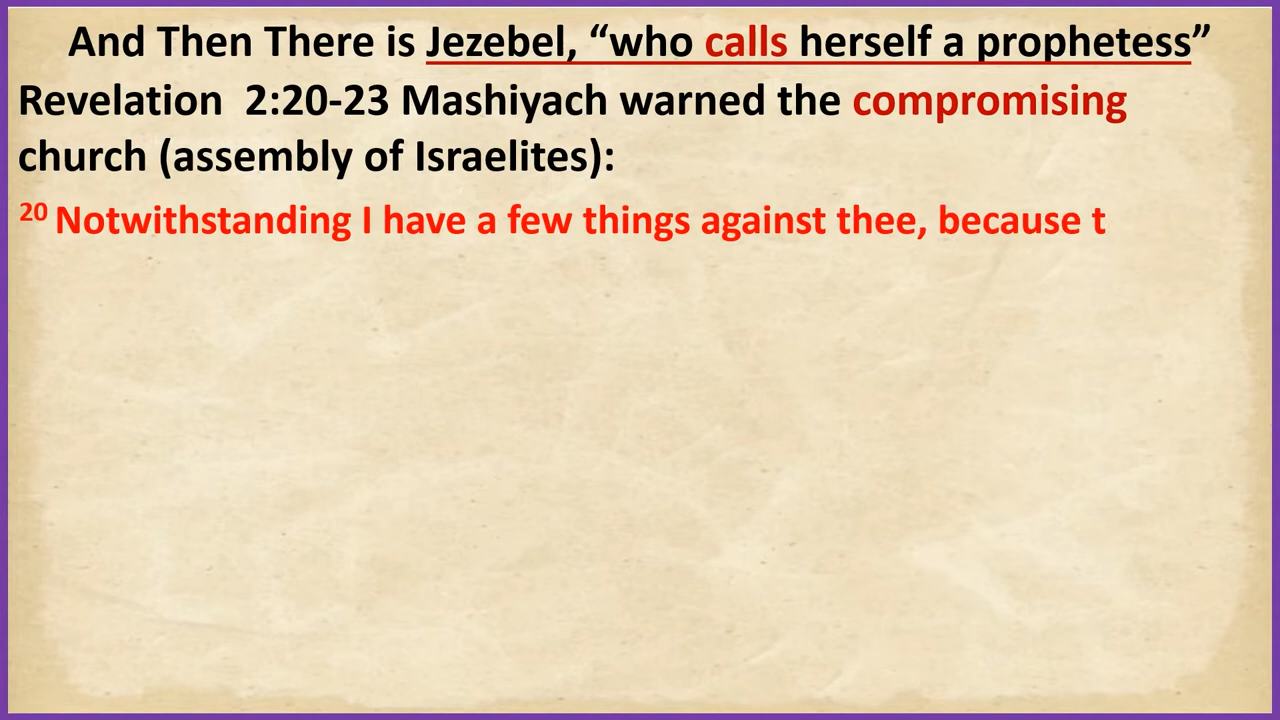 And Then There is Jezebel, “who calls herself a prophetess”
Revelation  2:20-23 Mashiyach warned the compromising
church (assembly of Israelites):
20 Notwithstanding I have a few things against thee, because t